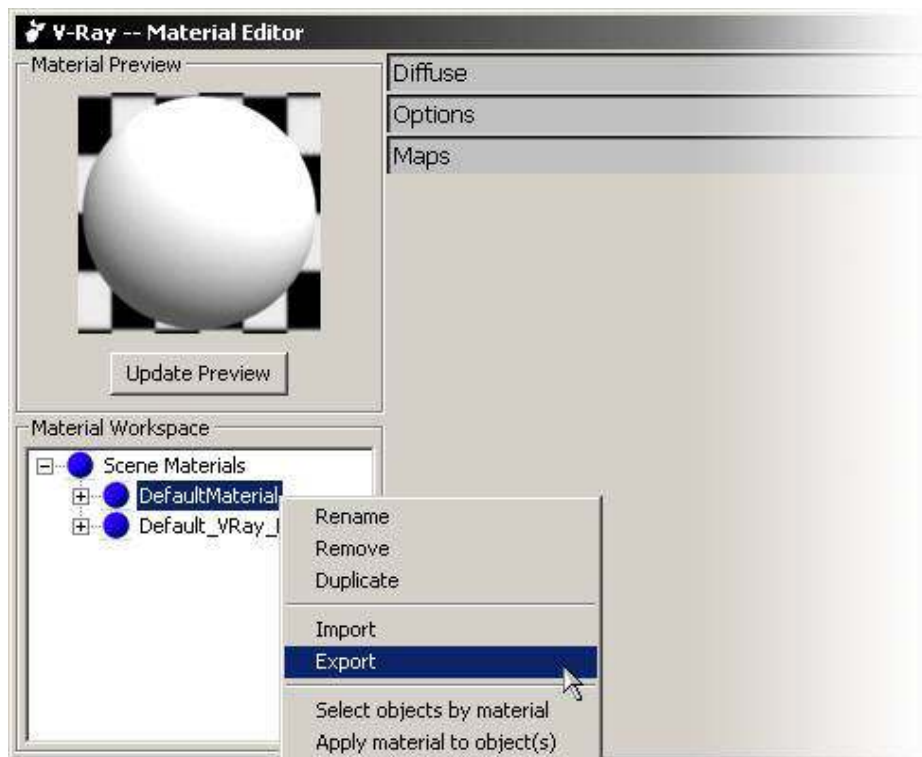 V-Ray -- Material Editor
Material Preview
Diffuse
Options
Maps
Update Preview
Material Workspace
Scene Materials
DefaultMaterial
Default_VRay_
Rename
Remove
Duplicate
Import
Export
Select objects by material
Apply material to object(s)